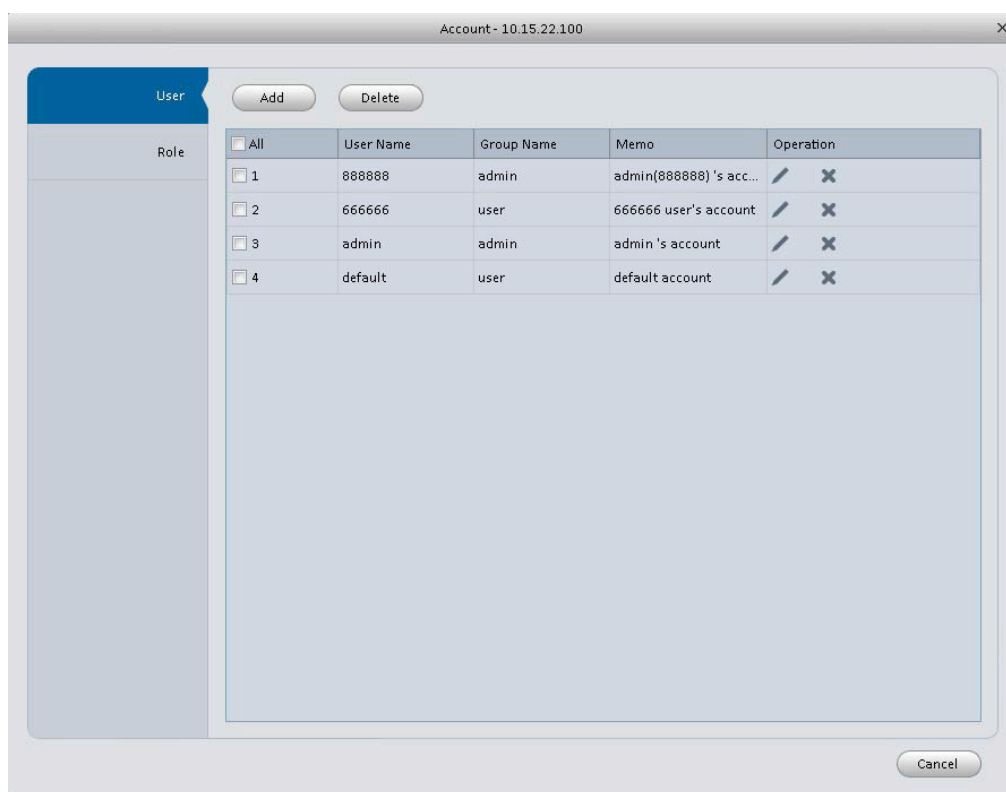 Account - 10.15.22.100
User
Add Delete
Role
All User Name Group Name Memo Operation
1 888888 admin admin(888888) 's acc...
2 666666 user 666666 user's account
3 admin admin admin 's account
4 default user default account
Cancel